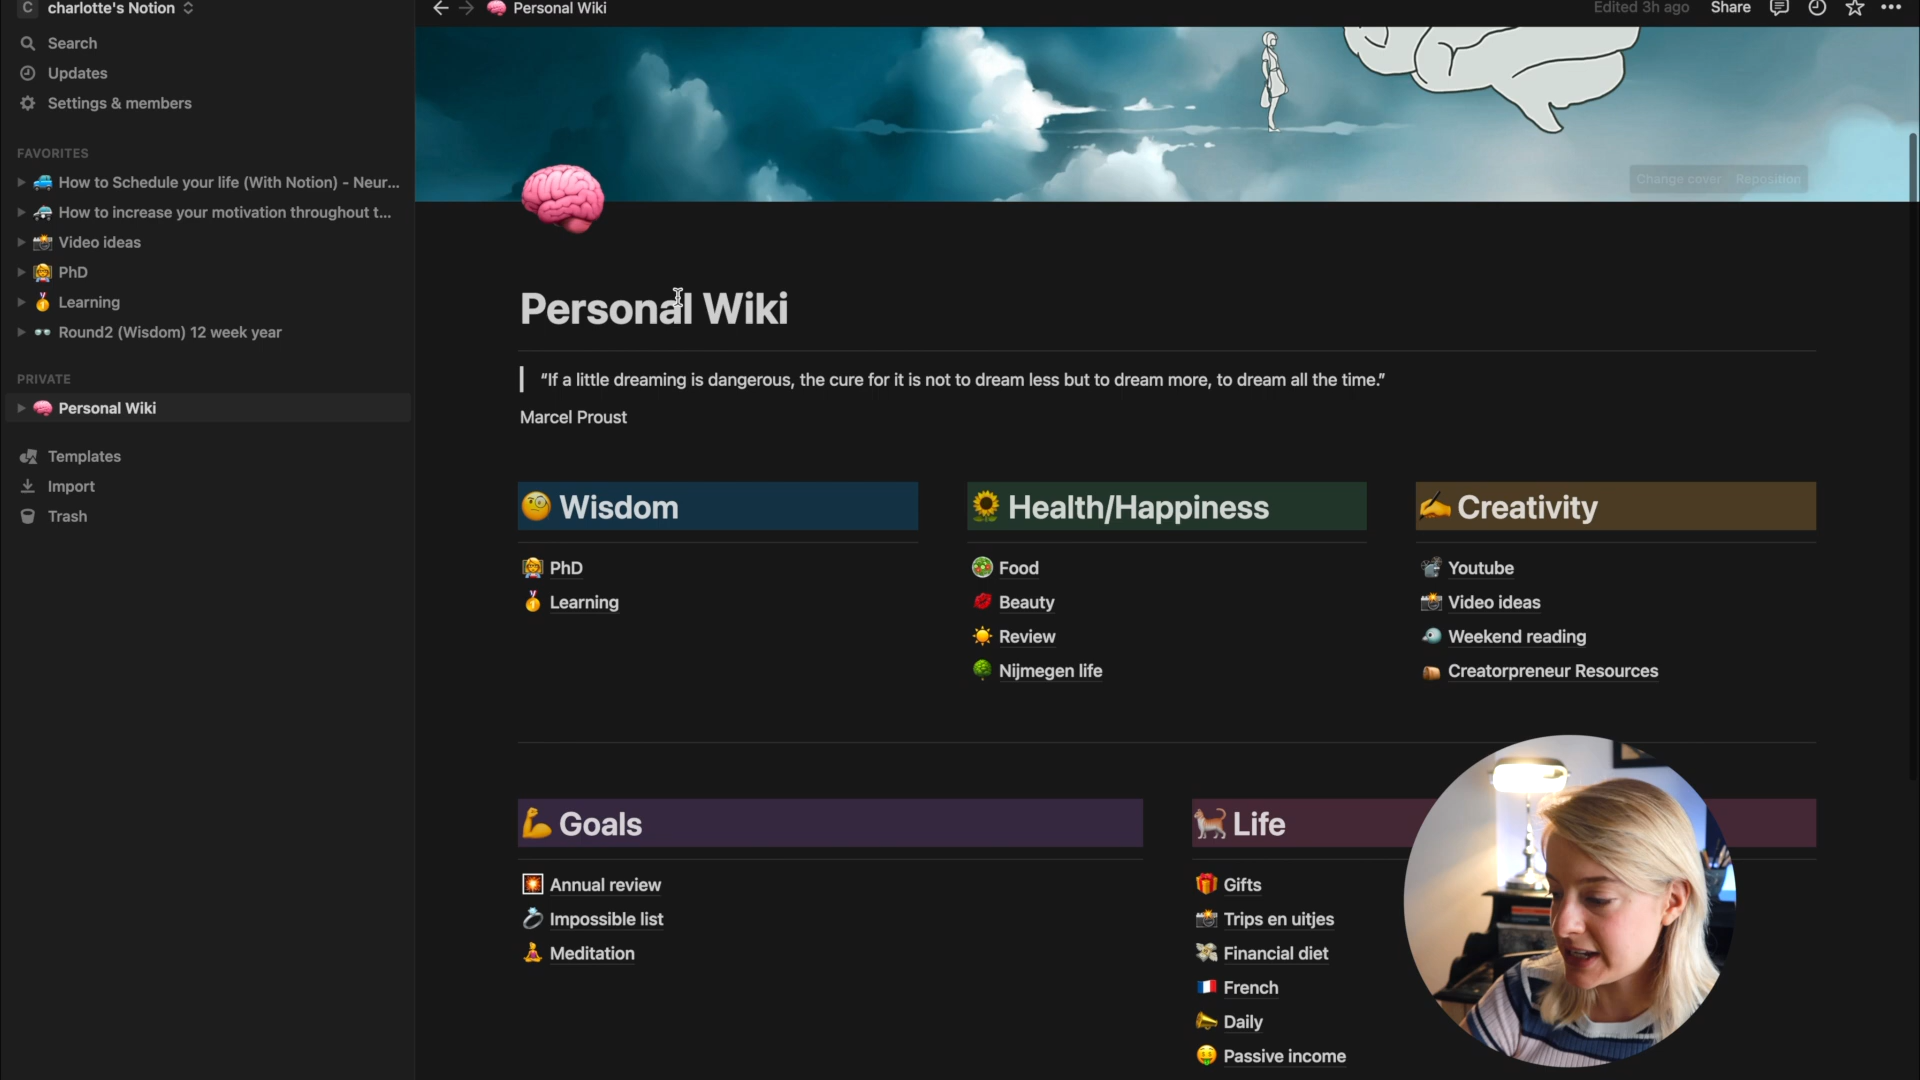 C charlotte's Notion
Search
Updates
Settings & members
FAVORITES
How to Schedule your life (With Notion) - Neur...
How to increase your motivation throughout t...
Video ideas
PhD
Learning
Round2 (Wisdom) 12 week year
PRIVATE
Personal Wiki
Templates
Import
Trash
Personal Wiki
Edited 3h ago
Share
Change cover
Reposition
Personal Wiki
“If a little dreaming is dangerous, the cure for it is not to dream less but to dream more, to dream all the time.”
Marcel Proust
Wisdom
PhD
Learning
Health/Happiness
Food
Beauty
Review
Nijmegen life
Creativity
Youtube
Video ideas
Weekend reading
Creatorpreneur Resources
Goals
Annual review
Impossible list
Meditation
Life
Gifts
Trips en uitjes
Financial diet
French
Daily
Passive income